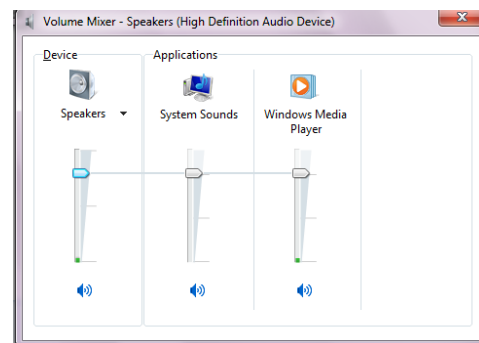 Volume Mixer - Speakers (High Definition Audio Device)
Device
Applications
Speakers
System Sounds
Windows Media
Player